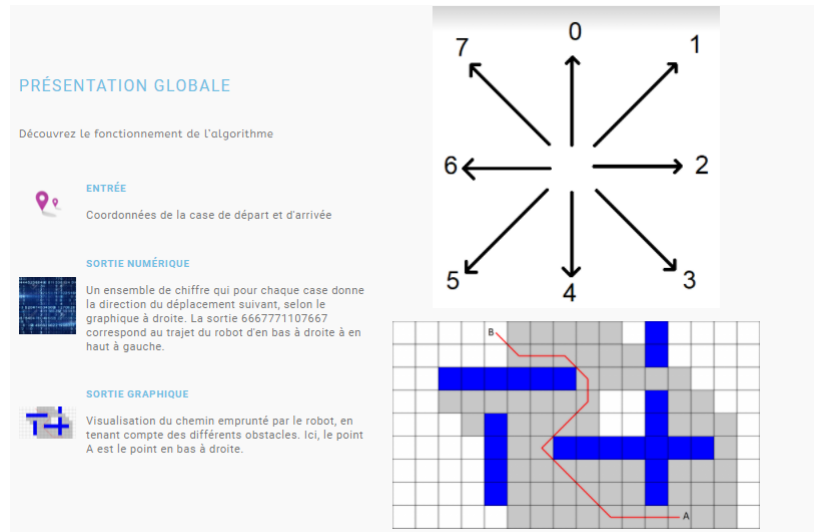 PRÉSENTATION GLOBALE
Découvrez le fonctionnement de l'algorithme
ENTRÉE
Coordonnées de la case de départ et d'arrivée
SORTIE NUMÉRIQUE
Un ensemble de chiffre qui pour chaque case donne
la direction du déplacement suivant, selon le
graphique à droite. La sortie 6667771107667
correspond au trajet du robot d'en bas à droite à en
haut à gauche.
SORTIE GRAPHIQUE
Visualisation du chemin emprunté par le robot, en
tenant compte des différents obstacles. Ici, le point
A est le point en bas à droite.
0
7
1
6
2
5
3
4
B
A